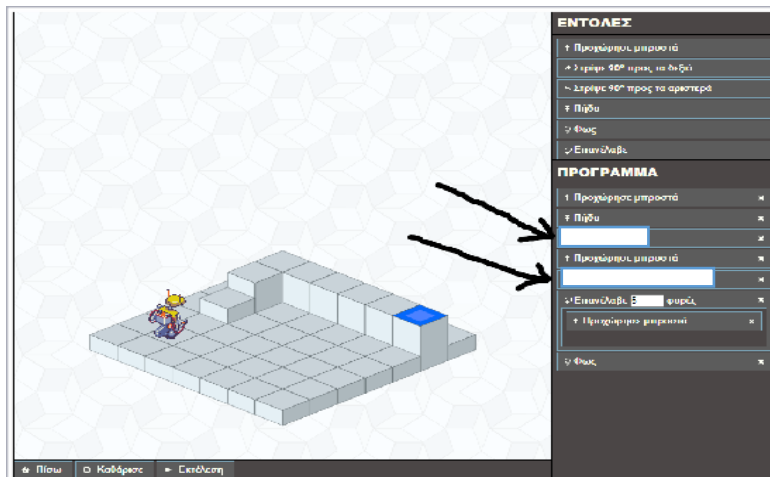 ΕΝΤΟΛΕΣ
Προχώρησε μπροστά
Στρίψε 90° προς τα δεξιά
Στρίψε 90° προς τα αριστερά
Πήδα
Φως
Επανέλαβε
ΠΡΟΓΡΑΜΜΑ
Προχώρησε μπροστά
Πήδα
Προχώρησε μπροστά
Επανέλαβε 5 φορές
Προχώρησε μπροστά
Φως
Πίσω Καθάρισε Εκτέλεση